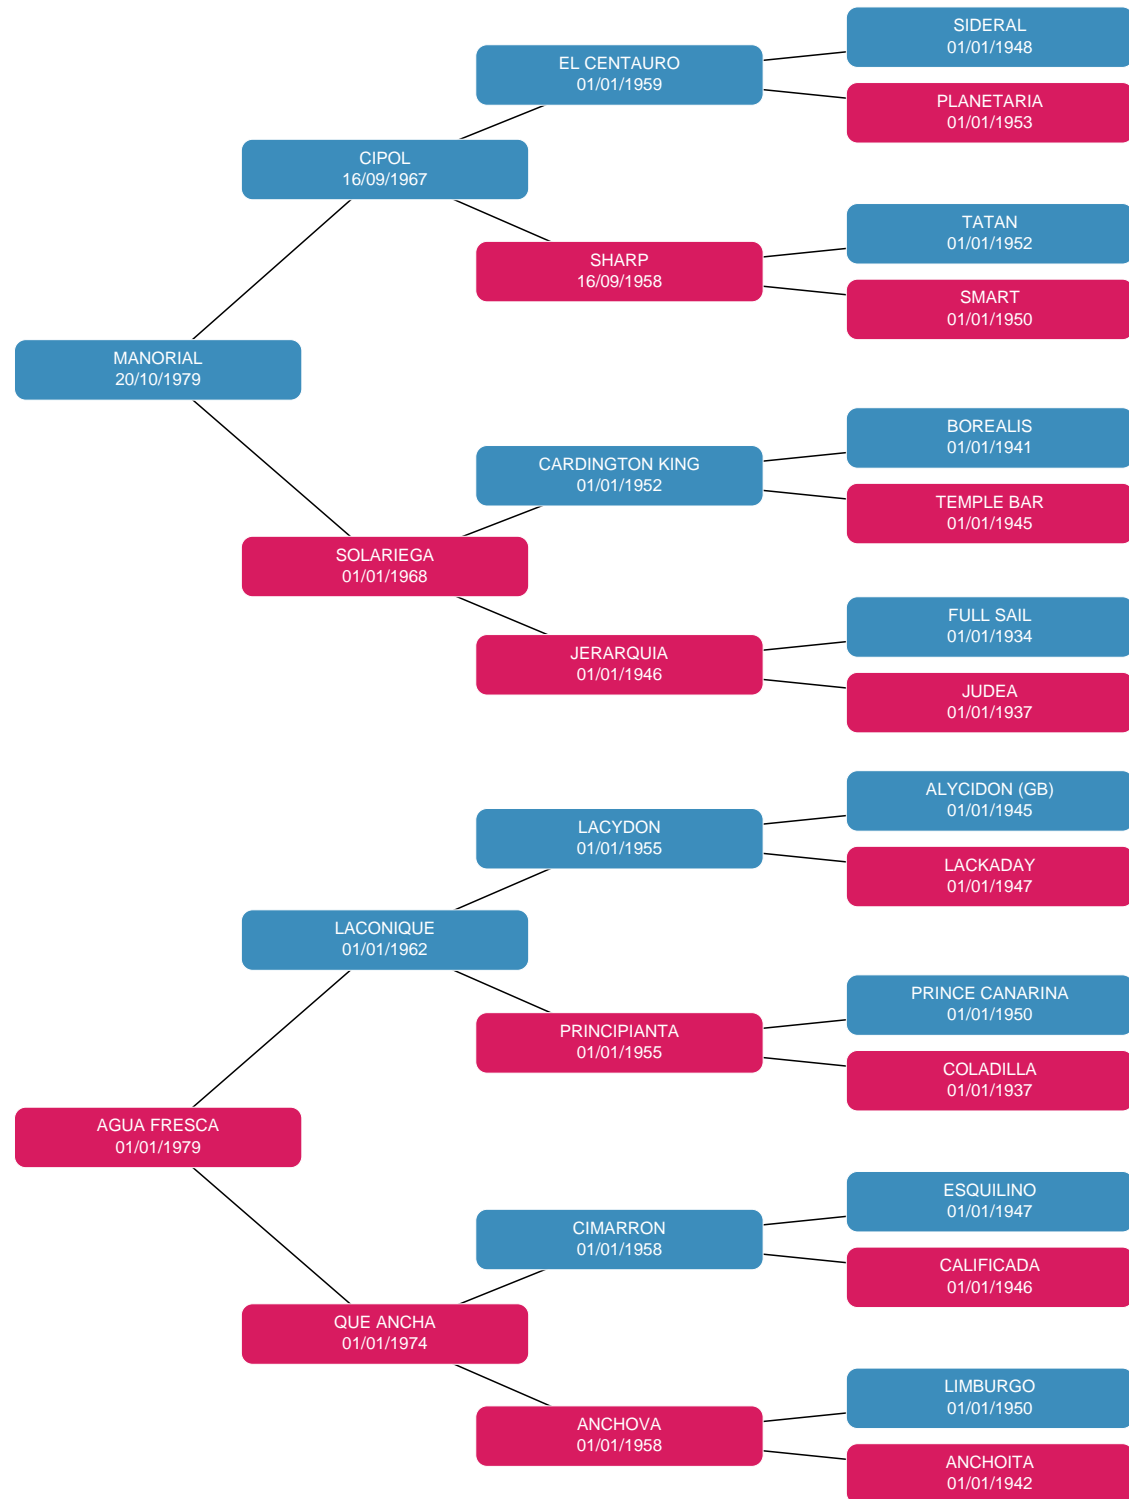 SIDERAL
01/01/1948
EL CENTAURO
01/01/1959
PLANETARIA
01/01/1953
CIPOL
16/09/1967
TATAN
01/01/1952
SHARP
16/09/1958
SMART
01/01/1950
MANORIAL
20/10/1979
BOREALIS
01/01/1941
CARDINGTON KING
01/01/1952
TEMPLE BAR
01/01/1945
SOLARIEGA
01/01/1968
FULL SAIL
01/01/1934
JERARQUIA
01/01/1946
JUDEA
01/01/1937
ALYCIDON (GB)
01/01/1945
LACYDON
01/01/1955
LACKADAY
01/01/1947
LACONIQUE
01/01/1962
PRINCE CANARINA
01/01/1950
PRINCIPIANTA
01/01/1955
COLADILLA
01/01/1937
AGUA FRESCA
01/01/1979
ESQUILINO
01/01/1947
CIMARRON
01/01/1958
CALIFICADA
01/01/1946
QUE ANCHA
01/01/1974
LIMBURGO
01/01/1950
ANCHOVA
01/01/1958
ANCHOITA
01/01/1942